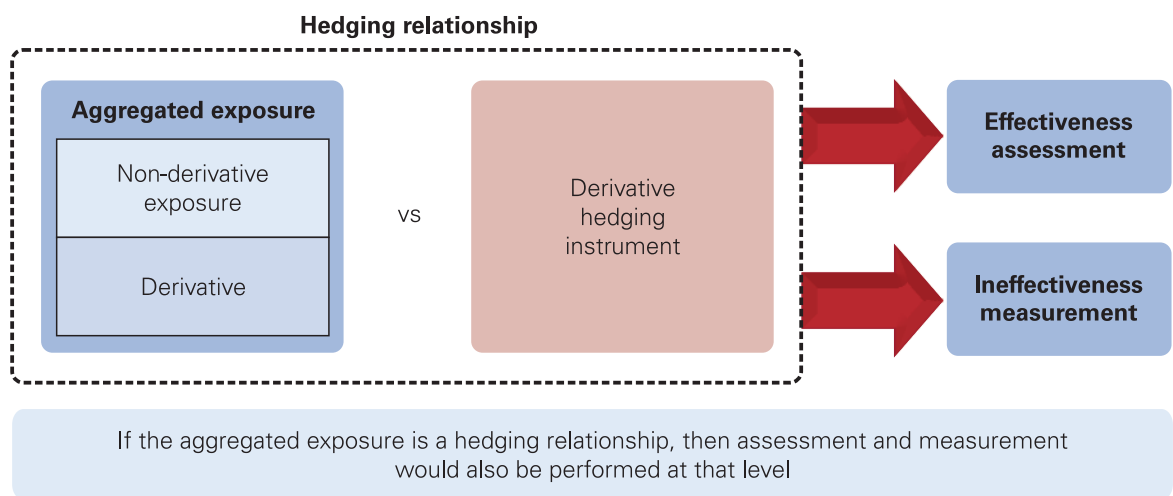 Hedging relationship
Aggregated exposure
Non-derivative
exposure
Derivative
vs
Derivative
hedging
instrument
Effectiveness
assessment
Ineffectiveness
measurement
If the aggregated exposure is a hedging relationship, then assessment and measurement
would also be performed at that level